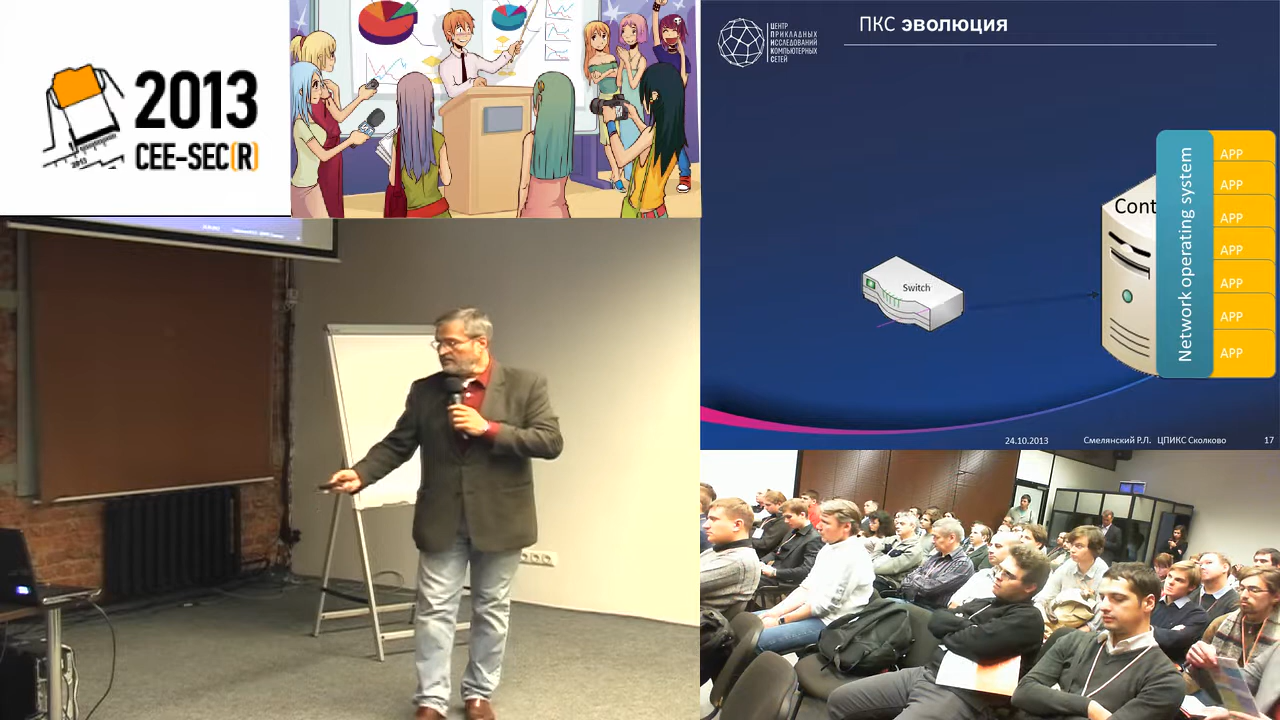 2013
CEE-SEC(R)
2013
ЦЕНТР
ПРИКЛАДНЫХ
ИССЛЕДОВАНИЙ
КОМПЬЮТЕРНЫХ
СЕТЕЙ
ПКС эволюция
Switch
Cont
Network operating system
APP
APP
APP
APP
APP
APP
APP
24.10.2013
Смелянский Р.Л. ЦПИКС Сколково
17